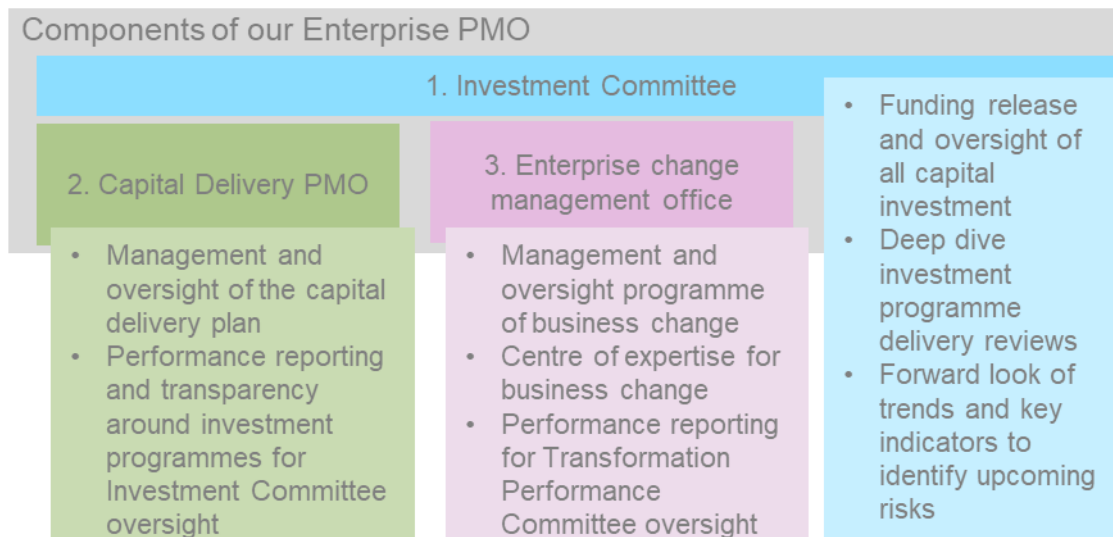 Components of our Enterprise PMO
1. Investment Committee
2. Capital Delivery PMO
• Management and
oversight of the capital
delivery plan
• Performance reporting
and transparency
around investment
programmes for
Investment Committee
oversight
3. Enterprise change
management office
• Management and
oversight programme
of business change
• Centre of expertise for
business change
• Performance reporting
for Transformation
Performance
Committee oversight
• Funding release
and oversight of
all capital
investment
• Deep dive
investment
programme
delivery reviews
• Forward look of
trends and key
indicators to
identify upcoming
risks